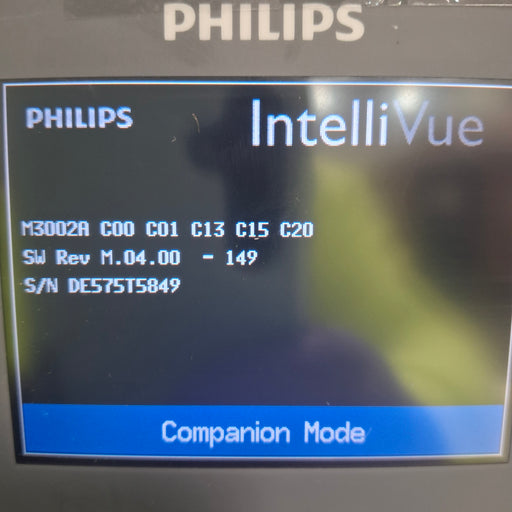 PHILIPS
PHILIPS IntelliVue
M3002A C00 C01 C13 C15 C20
SW Rev M.04.00 - 149
S/N DE575T5849
Companion Mode